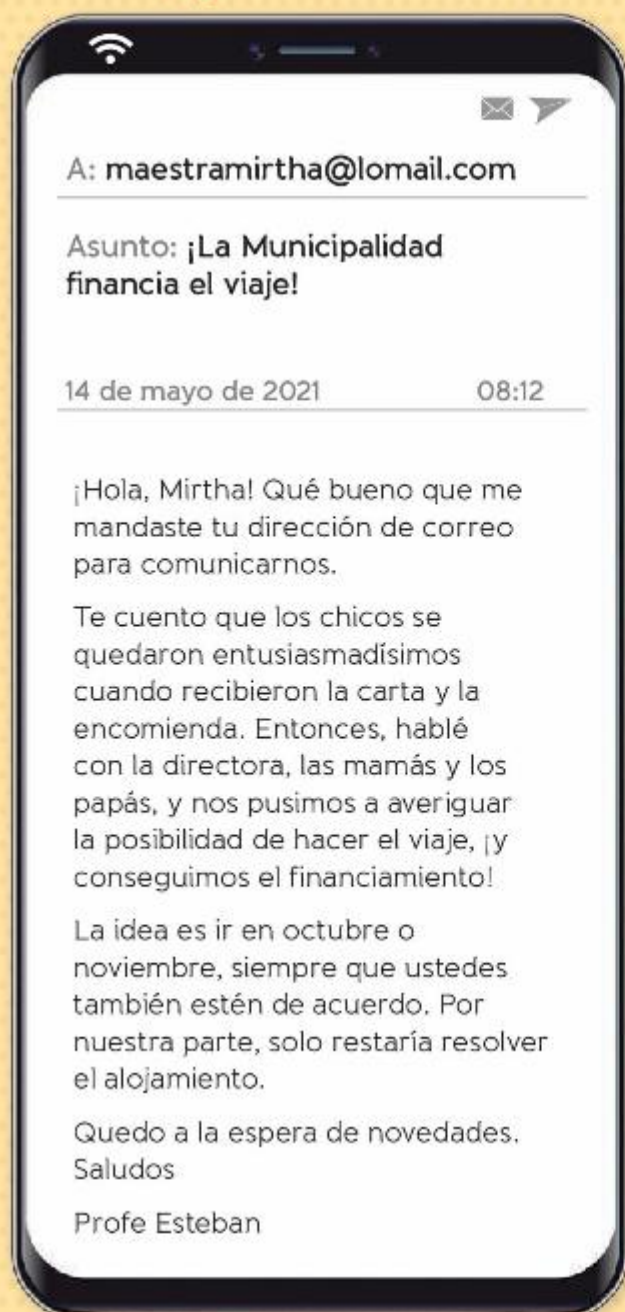 A: maestramirtha@lomail.com
Asunto: ¡La Municipalidad
financia el viaje!
14 de mayo de 2021 08:12
¡Hola, Mirtha! Qué bueno que me
mandaste tu dirección de correo
para comunicarnos.
Te cuento que los chicos se
quedaron entusiasmadísimos
cuando recibieron la carta y la
encomienda. Entonces, hablé
con la directora, las mamás y los
papás, y nos pusimos a averiguar
la posibilidad de hacer el viaje, ¡y
conseguimos el financiamiento!
La idea es ir en octubre o
noviembre, siempre que ustedes
también estén de acuerdo. Por
nuestra parte, solo restaría resolver
el alojamiento.
Quedo a la espera de novedades.
Saludos
Profe Esteban